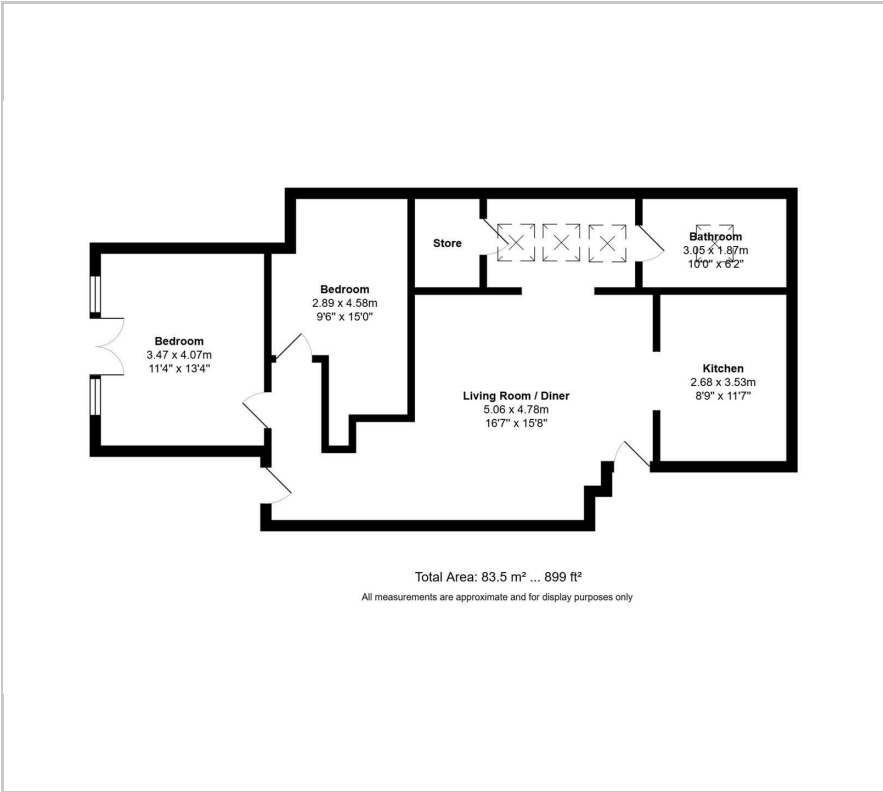 Store
Bathroom
3.05 x 1.87m
10'0" x 6'2"
Bedroom
2.89 x 4.58m
9'6" x 15'0"
Bedroom
3.47 x 4.07m
11'4" x 13'4"
Living Room / Diner
5.06 x 4.78m
16'7" x 15'8"
Kitchen
2.68 x 3.53m
8'9" x 11'7"
Total Area: 83.5 m² ... 899 ft²
All measurements are approximate and for display purposes only